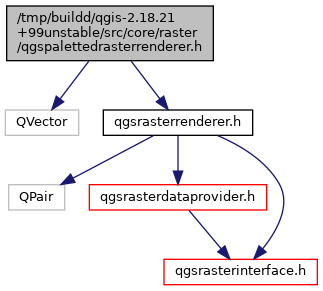 /tmp/buildd/qgis-2.18.21
+99unstable/src/core/raster
/qgspalettedrasterrenderer.h
QVector
qgsrasterrenderer.h
QPair
qgsrasterdataprovider.h
qgsrasterinterface.h